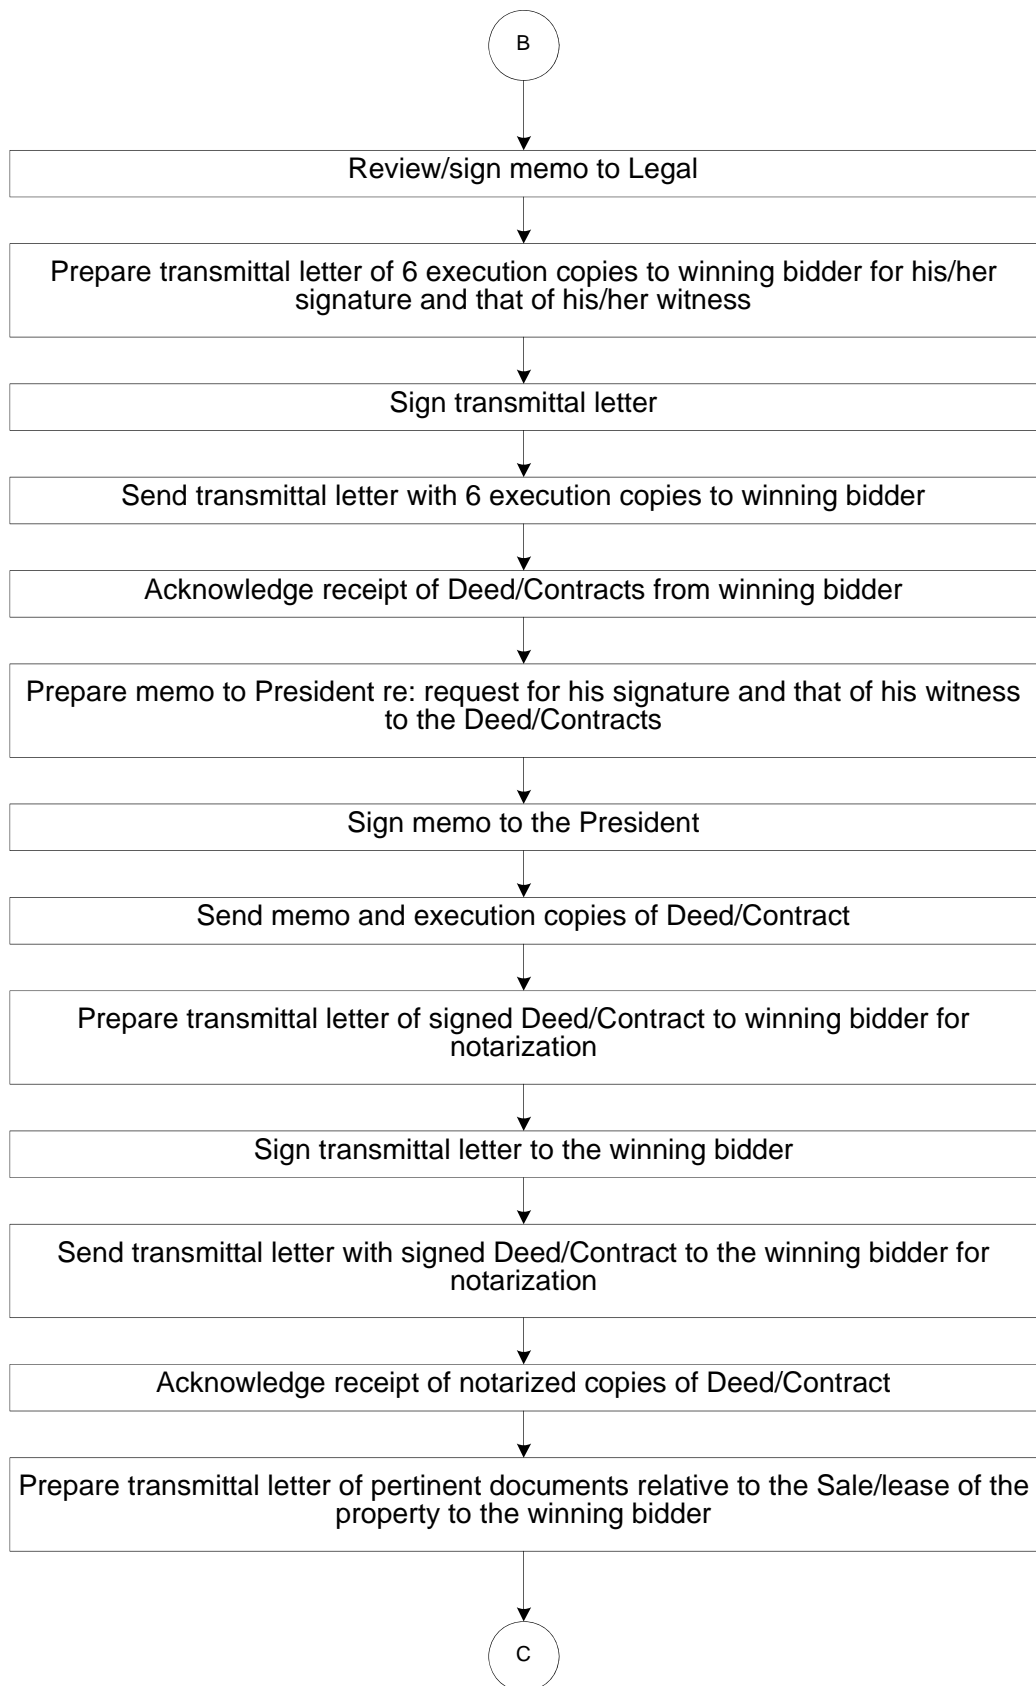 B
Review/sign memo to Legal
Prepare transmittal letter of 6 execution copies to winning bidder for his/her
signature and that of his/her witness
Sign transmittal letter
Send transmittal letter with 6 execution copies to winning bidder
Acknowledge receipt of Deed/Contracts from winning bidder
Prepare memo to President re: request for his signature and that of his witness
to the Deed/Contracts
Sign memo to the President
Send memo and execution copies of Deed/Contract
Prepare transmittal letter of signed Deed/Contract to winning bidder for
notarization
Sign transmittal letter to the winning bidder
Send transmittal letter with signed Deed/Contract to the winning bidder for
notarization
Acknowledge receipt of notarized copies of Deed/Contract
Prepare transmittal letter of pertinent documents relative to the Sale/lease of the
property to the winning bidder
C